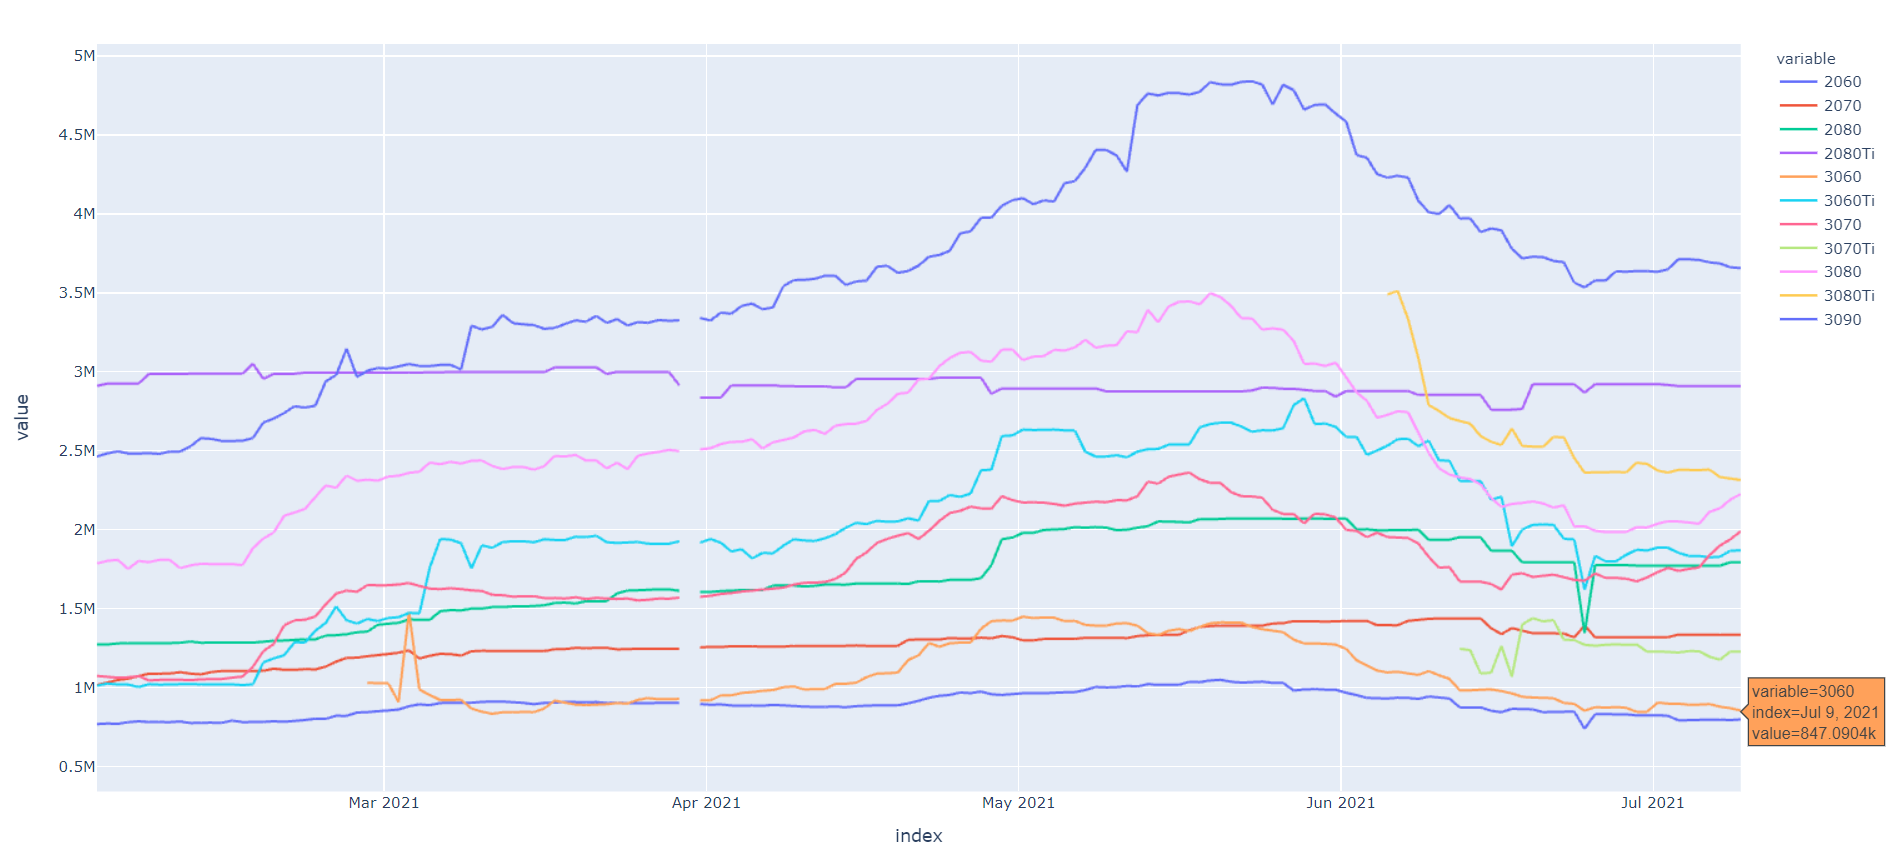 5M
4.5M
4M
3.5M
3M
2.5M
2M
1.5M
1M
0.5M
value
Mar 2021
Apr 2021
May 2021
Jun 2021
Jul 2021
index
variable
2060
2070
2080
2080Ti
3060
3060Ti
3070
3070Ti
3080
3080Ti
3090
variable=3060
index=Jul 9, 2021
value=847.0904k